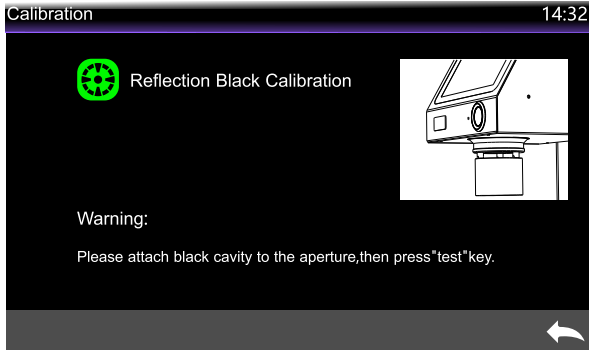 Calibration 14:32
Reflection Black Calibration
Warning:
Please attach black cavity to the aperture,then press"test"key.